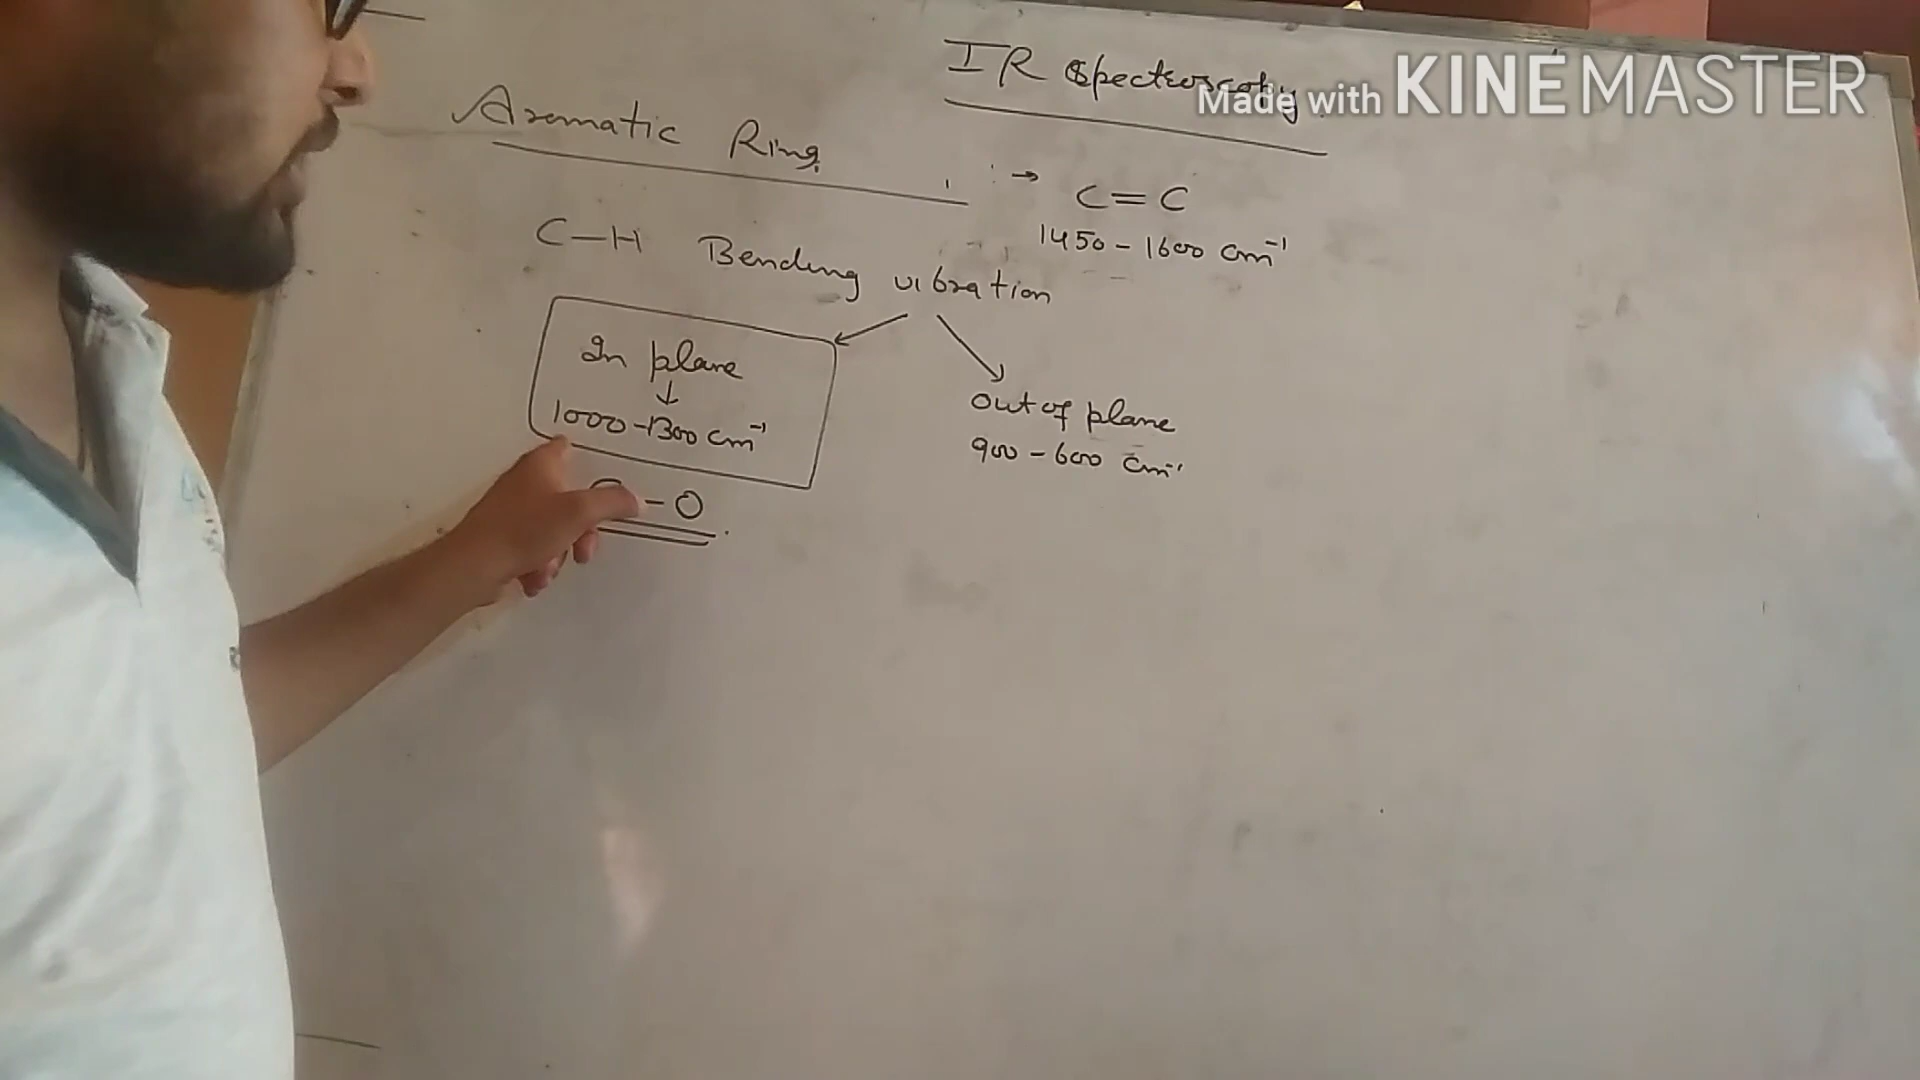 IR Spectroscopy
Made with KINEMASTER
Aromatic Ring
→ C=C
1450-1600 cm⁻¹
C-H Bending vibration
In plane
↓
1000-1300 cm⁻¹
out of plane
900-600 cm⁻¹
-O